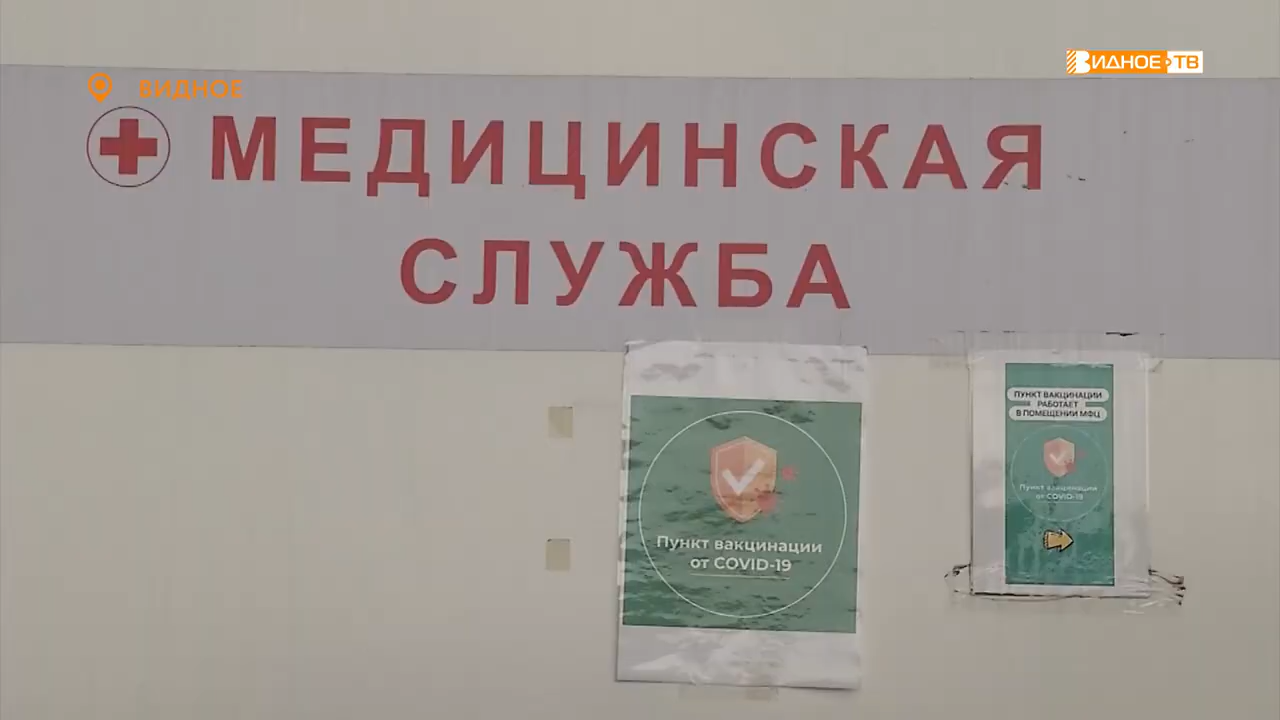 ВИДНОЕ ТВ
ВИДНОЕ
МЕДИЦИНСКАЯ
СЛУЖБА
Пункт вакцинации
от COVID-19
ПУНКТ ВАКЦИНАЦИИ
РАБОТАЕТ
В ПОМЕЩЕНИИ МФЦ
Пункт вакцинации
от COVID-19